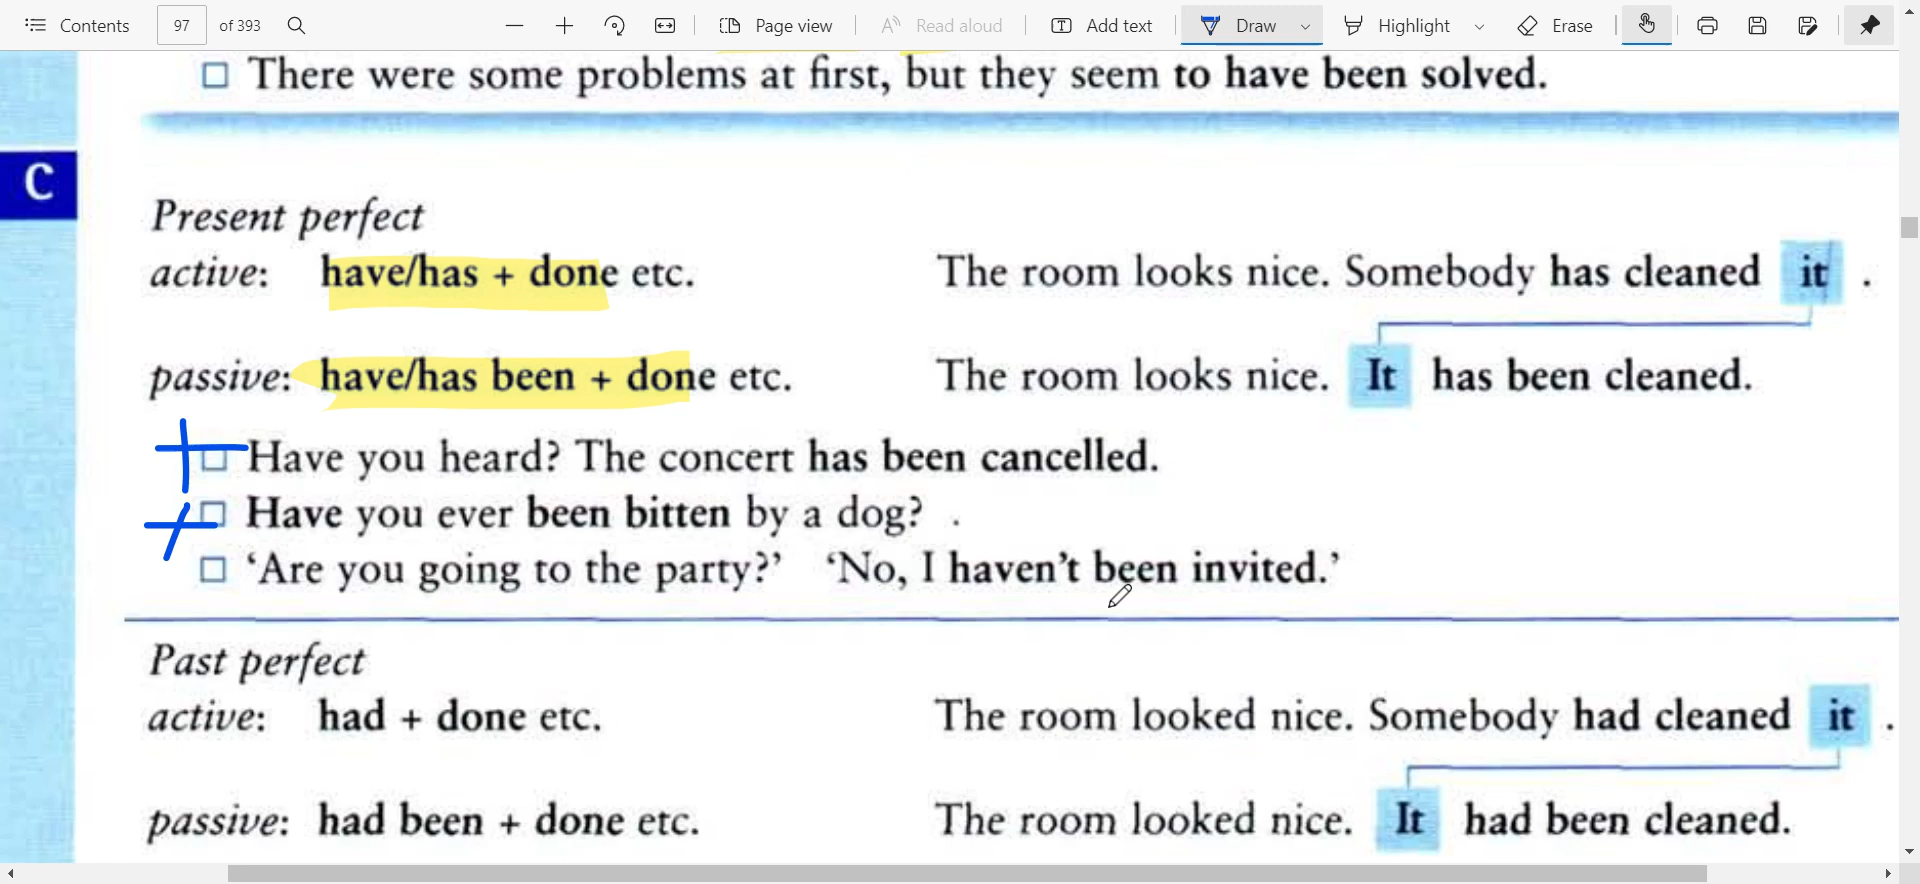 Contents 97 of 393 Page view Read aloud Add text Draw Highlight Erase
There were some problems at first, but they seem to have been solved.
C
Present perfect
active: have/has + done etc. The room looks nice. Somebody has cleaned it .
passive: have/has been + done etc. The room looks nice. It has been cleaned.
Have you heard? The concert has been cancelled.
Have you ever been bitten by a dog? .
‘Are you going to the party?’ ‘No, I haven’t been invited.’
Past perfect
active: had + done etc. The room looked nice. Somebody had cleaned it .
passive: had been + done etc. The room looked nice. It had been cleaned.